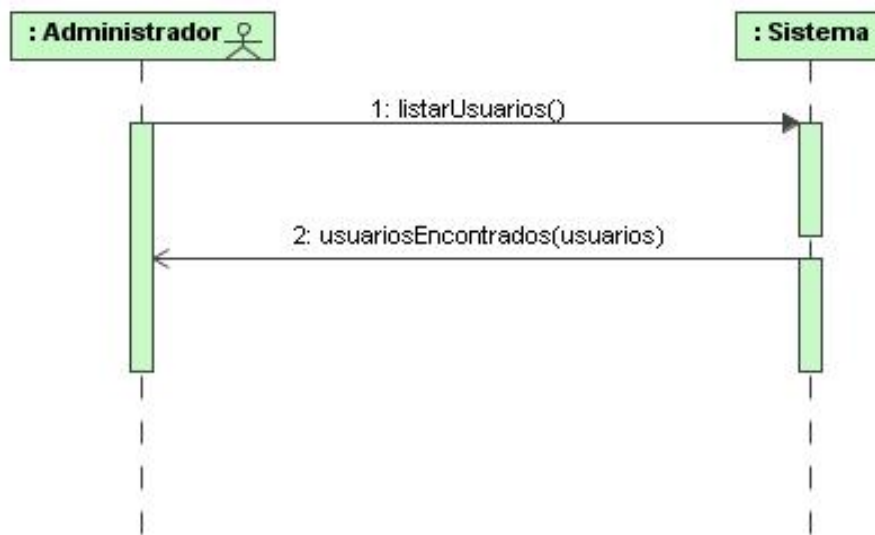 : Administrador
: Sistema
1: listarUsuarios()
2: usuariosEncontrados(usuarios)